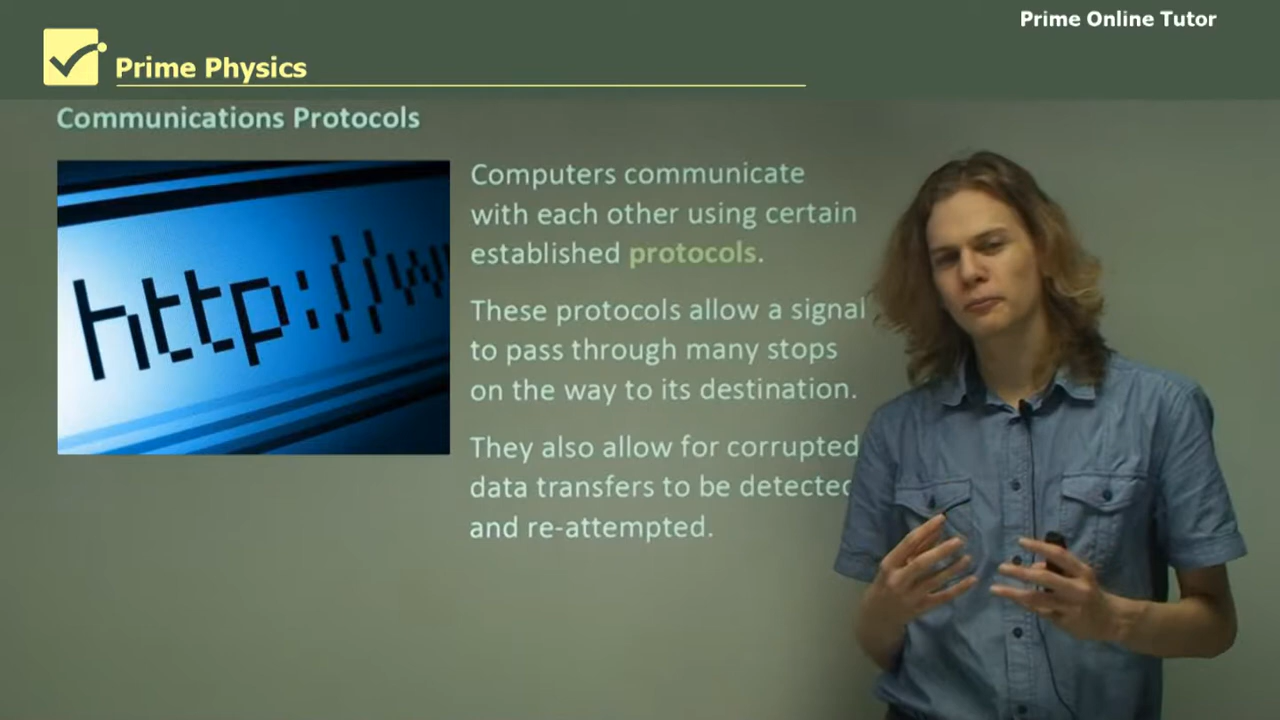 Prime Online Tutor
Prime Physics
Communications Protocols
http://w
Computers communicate
with each other using certain
established protocols.
These protocols allow a signal
to pass through many stops
on the way to its destination.
They also allow for corrupted
data transfers to be detected
and re-attempted.